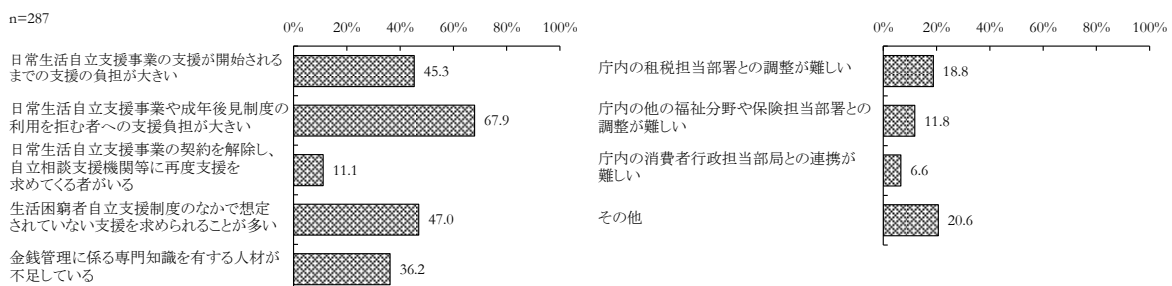 n=287
0% 20% 40% 60% 80% 100%
日常生活自立支援事業の支援が開始される
までの支援の負担が大きい
45.3
日常生活自立支援事業や成年後見制度の
利用を拒む者への支援負担が大きい
67.9
日常生活自立支援事業の契約を解除し、
自立相談支援機関等に再度支援を
求めてくる者がいる
11.1
生活困窮者自立支援制度のなかで想定
されていない支援を求められることが多い
47.0
金銭管理に係る専門知識を有する人材が
不足している
36.2
0% 20% 40% 60% 80% 100%
庁内の租税担当部署との調整が難しい
18.8
庁内の他の福祉分野や保険担当部署との
調整が難しい
11.8
庁内の消費者行政担当部局との連携が
難しい
6.6
その他
20.6